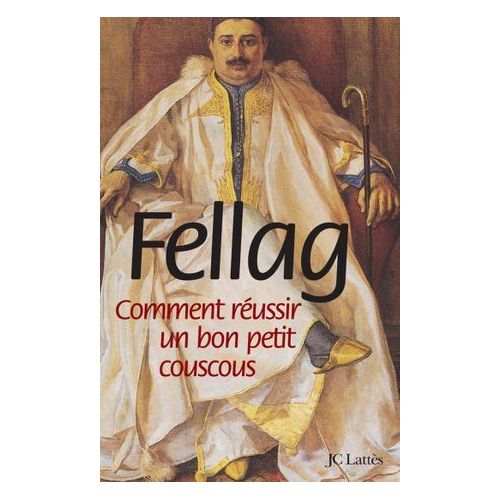 Fellag
Comment réussir
un bon petit
couscous
JC Lattès